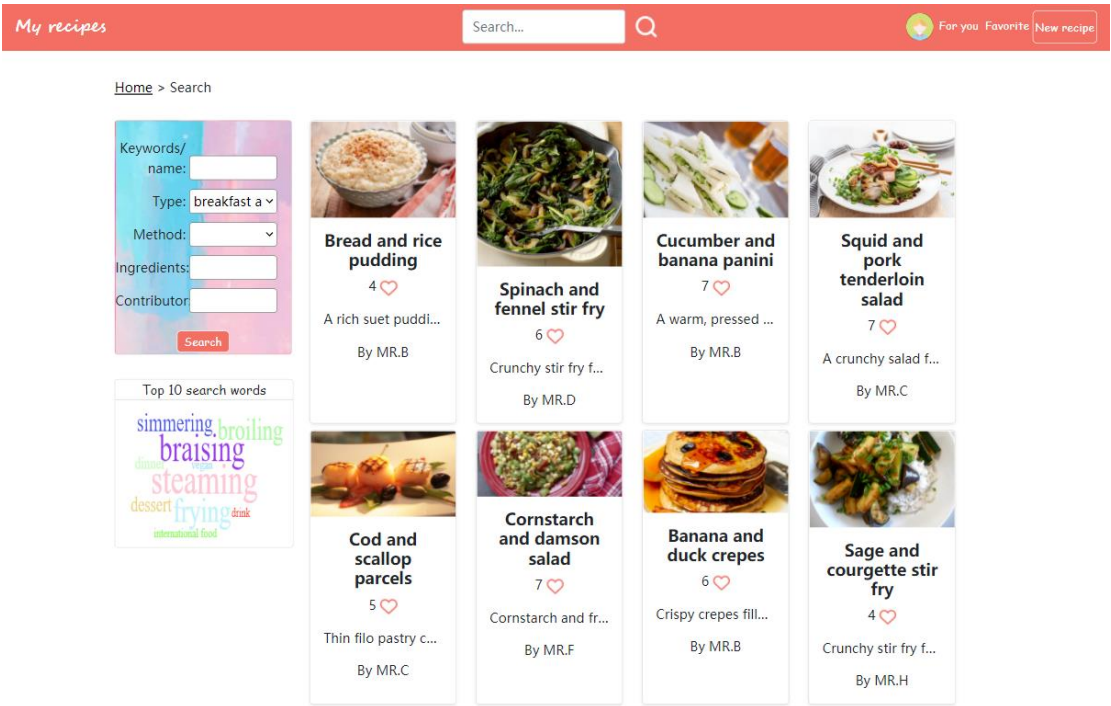 My recipes
Search...
For you Favorite New recipe
Home > Search
Keywords/
name:
Type: breakfast a
Method:
Ingredients:
Contributor
Search
Top 10 search words
simmering
broiling
braising
dinner
vegan
steaming
dessert
frying
drink
international food
Bread and rice
pudding
4
A rich suet puddi...
By MR.B
Spinach and
fennel stir fry
6
Crunchy stir fry f...
By MR.D
Cucumber and
banana panini
7
A warm, pressed ...
By MR.B
Squid and
pork
tenderloin
salad
7
A crunchy salad f...
By MR.C
Cod and
scallop
parcels
5
Thin filo pastry c...
By MR.C
Cornstarch
and damson
salad
7
Cornstarch and fr...
By MR.F
Banana and
duck crepes
6
Crispy crepes fill...
By MR.B
Sage and
courgette stir
fry
4
Crunchy stir fry f...
By MR.H